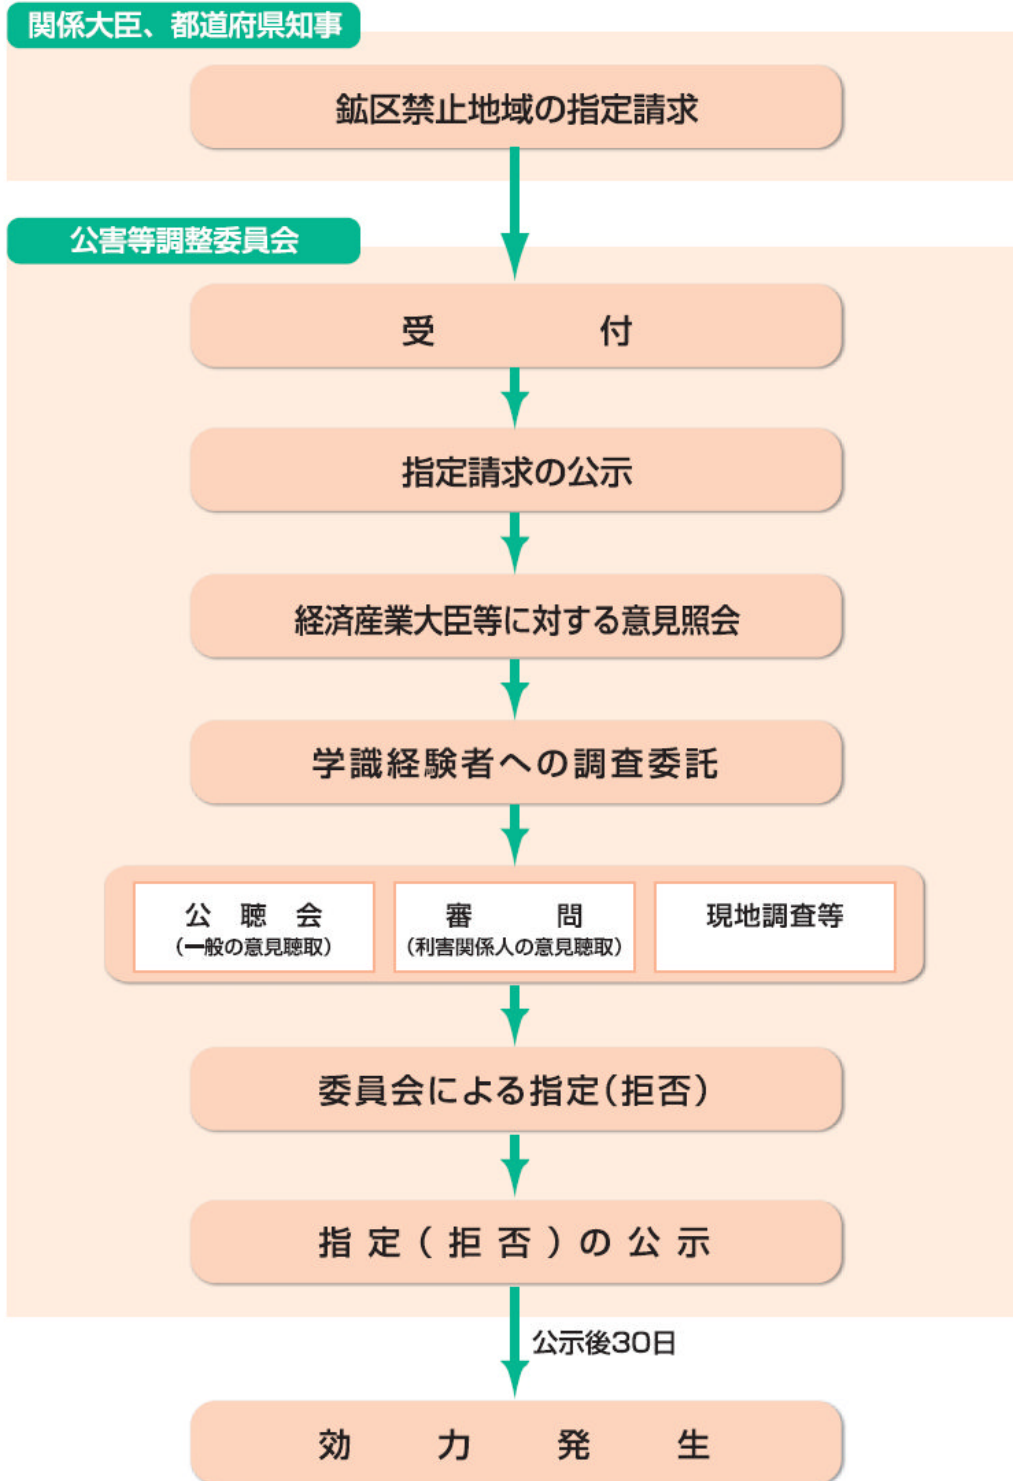 関係大臣、都道府県知事
鉱区禁止地域の指定請求
公害等調整委員会
受付
指定請求の公示
経済産業大臣等に対する意見照会
学識経験者への調査委託
公聴会
(一般の意見聴取)
審問
(利害関係人の意見聴取)
現地調査等
委員会による指定(拒否)
指定(拒否)の公示
公示後30日
効力発生